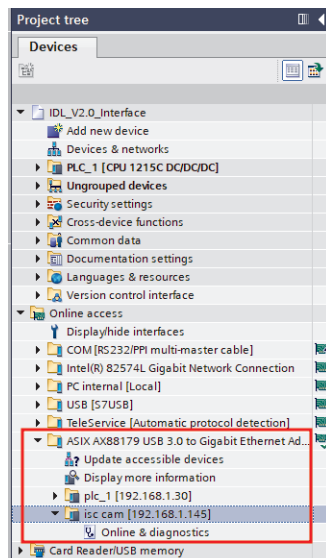 Project tree
Devices
IDL_V2.0_Interface
Add new device
Devices & networks
PLC_1 [CPU 1215C DC/DC/DC]
Ungrouped devices
Security settings
Cross-device functions
Common data
Documentation settings
Languages & resources
Version control interface
Online access
Display/hide interfaces
COM [RS232/PPI multi-master cable]
Intel(R) 82574L Gigabit Network Connection
PC internal [Local]
USB [S7USB]
TeleService [Automatic protocol detection]
ASIX AX88179 USB 3.0 to Gigabit Ethernet Ad...
Update accessible devices
Display more information
plc_1 [192.168.1.30]
isc cam [192.168.1.145]
Online & diagnostics
Card Reader/USB memory